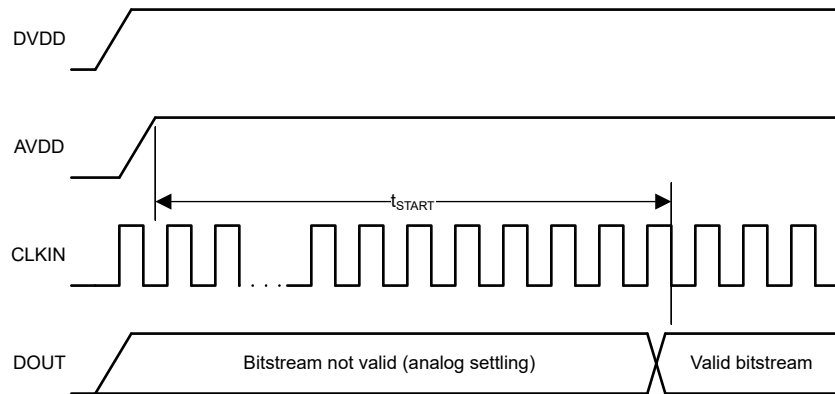 DVDD
AVDD
tSTART
CLKIN
. . .
DOUT
Bitstream not valid (analog settling)
Valid bitstream